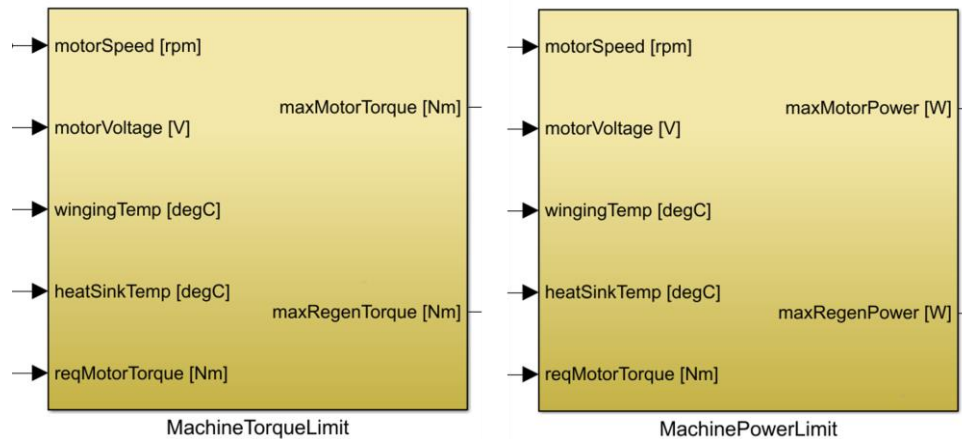 motorSpeed [rpm]
motorVoltage [V]
wingingTemp [degC]
heatSinkTemp [degC]
reqMotorTorque [Nm]
maxMotorTorque [Nm]
maxRegenTorque [Nm]
MachineTorqueLimit
motorSpeed [rpm]
motorVoltage [V]
wingingTemp [degC]
heatSinkTemp [degC]
reqMotorTorque [Nm]
maxMotorPower [W]
maxRegenPower [W]
MachinePowerLimit